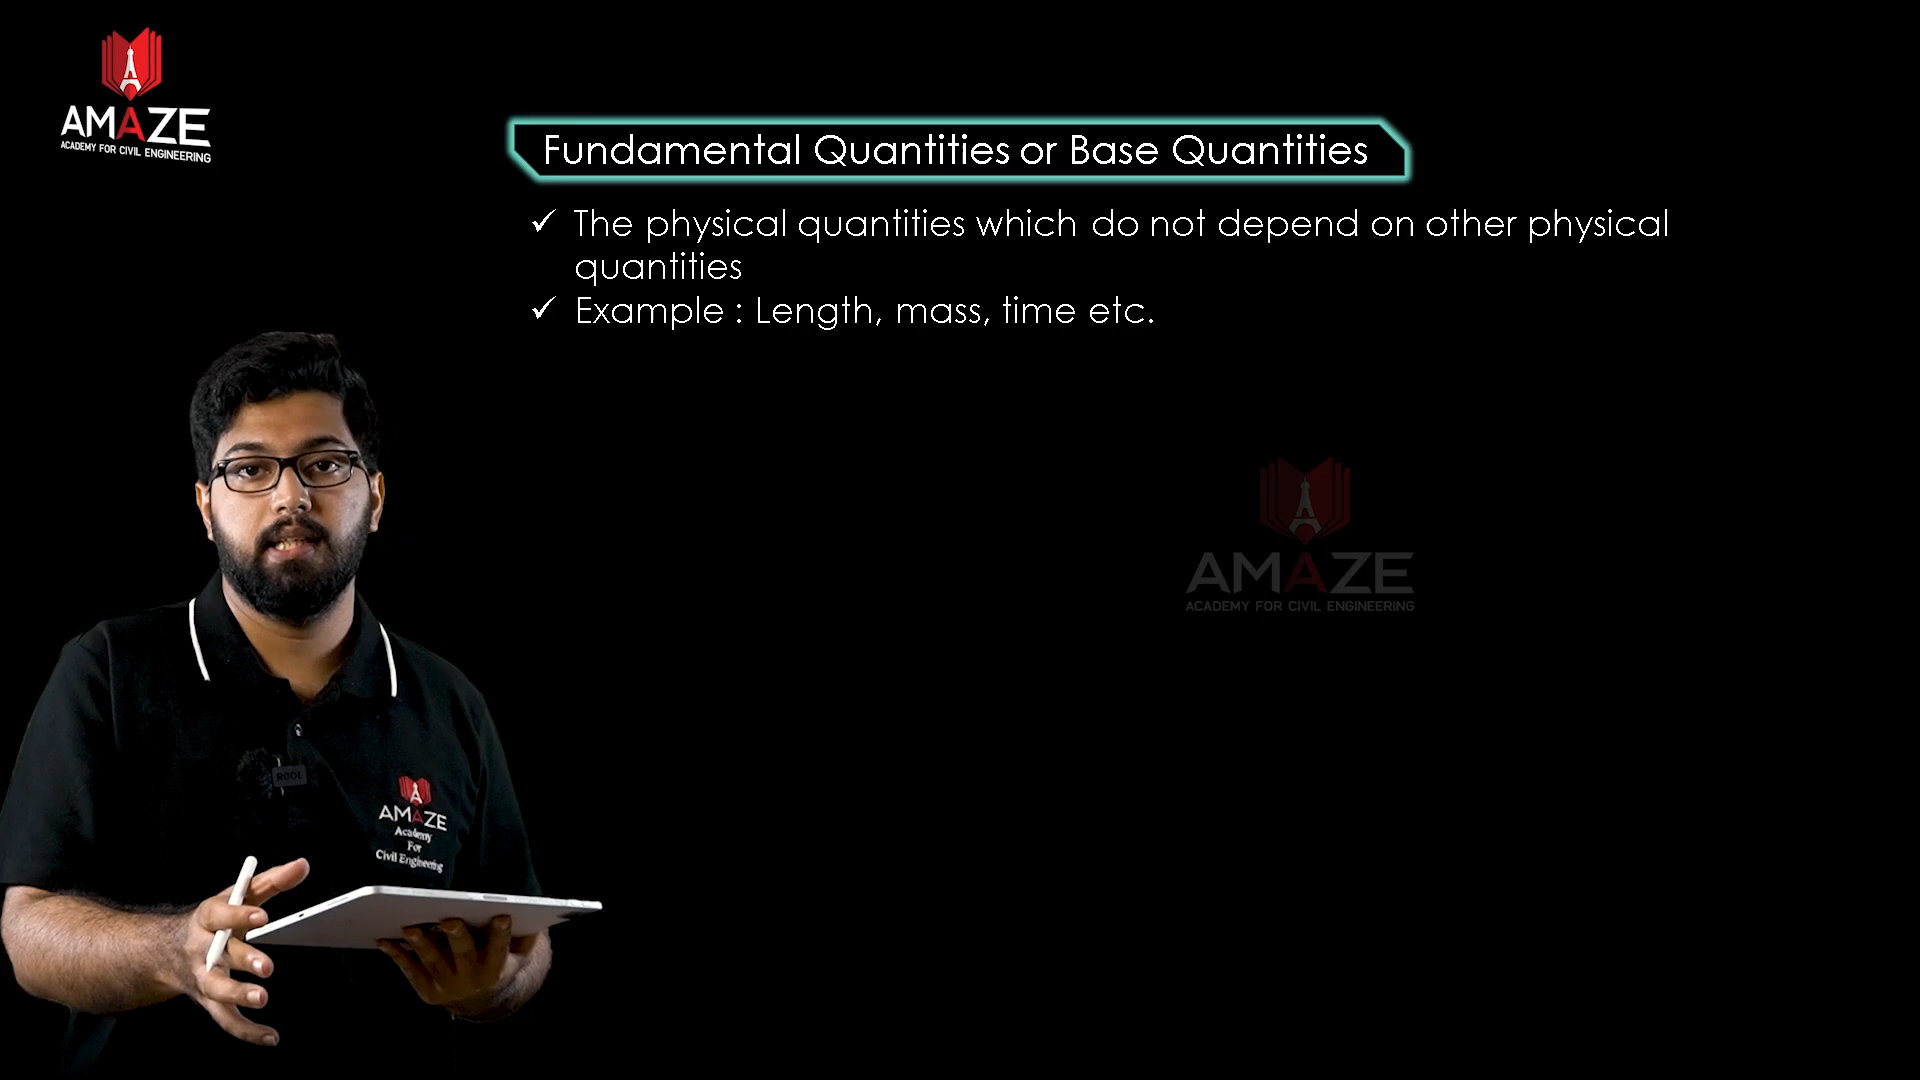 AMAZE
ACADEMY FOR CIVIL ENGINEERING
Fundamental Quantities or Base Quantities
✓ The physical quantities which do not depend on other physical
quantities
✓ Example : Length, mass, time etc.
AMAZE
ACADEMY FOR CIVIL ENGINEERING
RODE
AMAZE
Academy
For
Civil Engineering